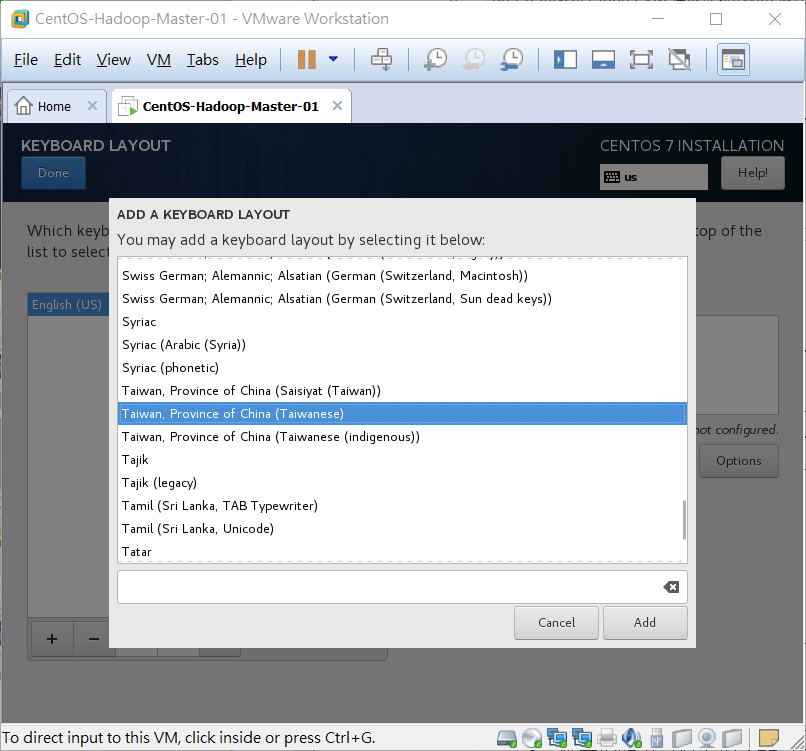 CentOS-Hadoop-Master-01 - VMware Workstation
File Edit View VM Tabs Help
Home CentOS-Hadoop-Master-01
KEYBOARD LAYOUT CENTOS 7 INSTALLATION
Done us Help!
ADD A KEYBOARD LAYOUT
You may add a keyboard layout by selecting it below:
Which top of the
list to select
Swiss German; Alemannic; Alsatian (German (Switzerland, Macintosh))
Swiss German; Alemannic; Alsatian (German (Switzerland, Sun dead keys))
English (US)
Syriac
Syriac (Arabic (Syria))
Syriac (phonetic)
Taiwan, Province of China (Saisiyat (Taiwan))
Taiwan, Province of China (Taiwanese)
Taiwan, Province of China (Taiwanese (indigenous))
not configured.
Tajik
Options
Tajik (legacy)
Tamil (Sri Lanka, TAB Typewriter)
Tamil (Sri Lanka, Unicode)
Tatar
Cancel Add
+ −
To direct input to this VM, click inside or press Ctrl+G.